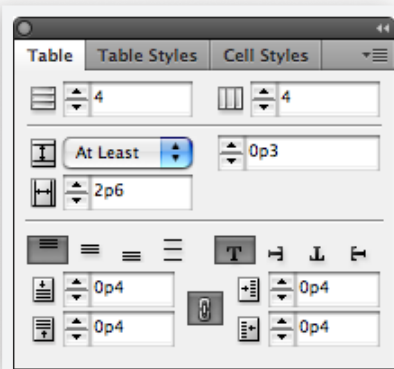 Table Table Styles Cell Styles
4 4
At Least 0p3
2p6
T T T T
0p4 0p4
0p4 0p4